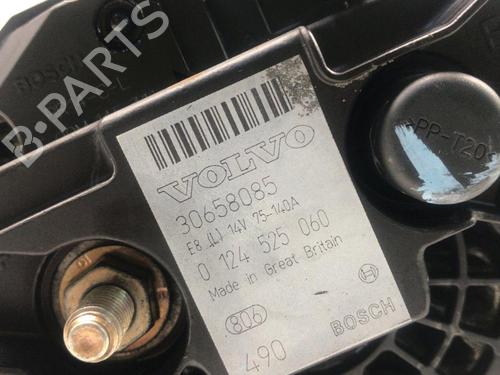 BOSCH
VOLVO
30658085
E8 14V 75-140A
0 124 525 060
Made in Great Britain
806
BOSCH
490
PP-T20
B-Parts